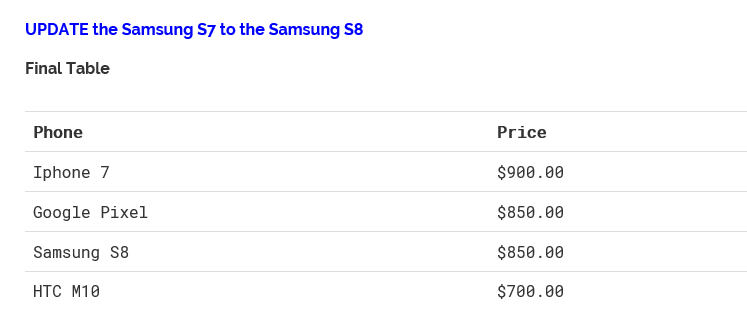 UPDATE the Samsung S7 to the Samsung S8
Final Table
Phone Price
Iphone 7 $900.00
Google Pixel $850.00
Samsung S8 $850.00
HTC M10 $700.00